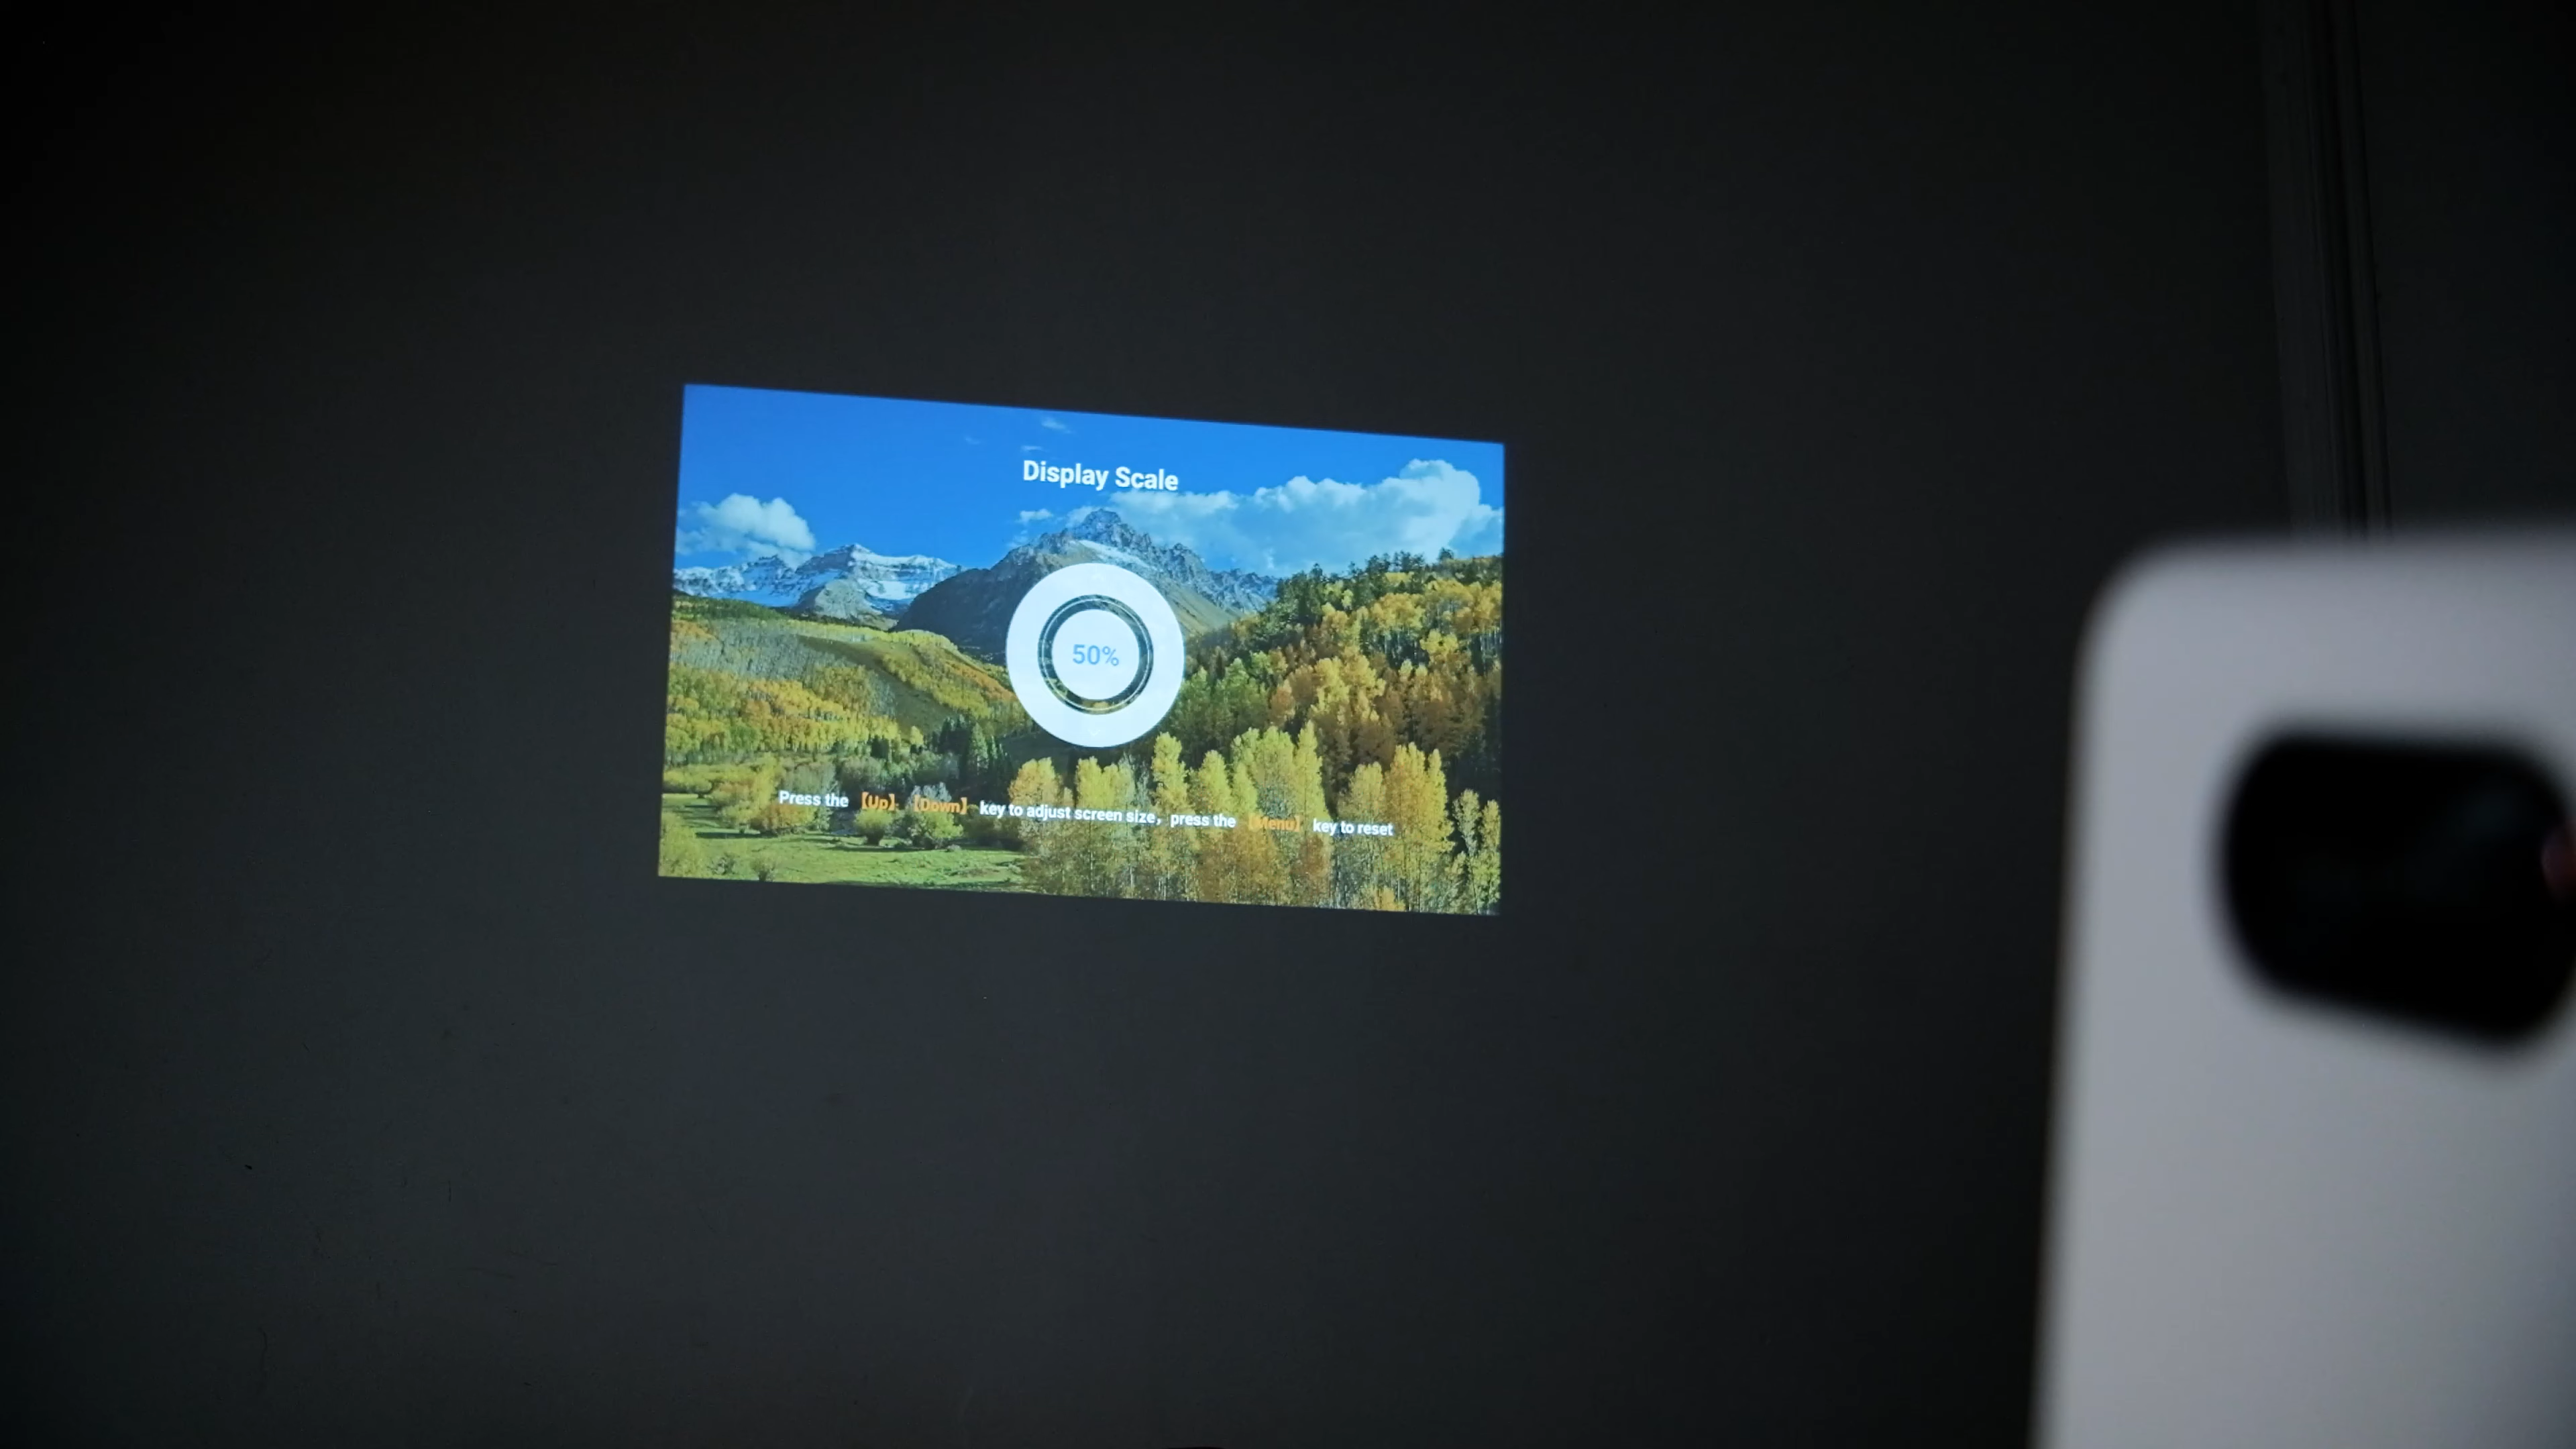 Display Scale
50%
Press the 【Up】 【Down】 key to adjust screen size, press the 【Menu】 key to reset